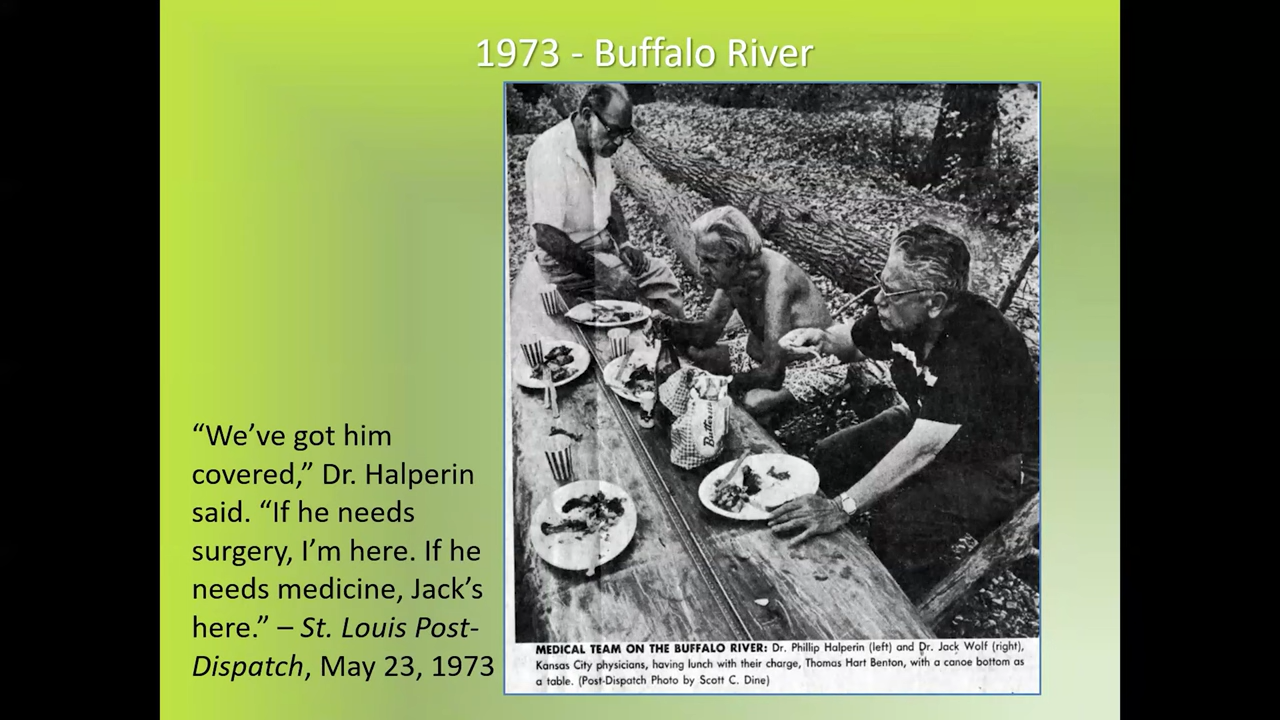 1973 - Buffalo River
“We’ve got him
covered,” Dr. Halperin
said. “If he needs
surgery, I’m here. If he
needs medicine, Jack’s
here.” – St. Louis Post-
Dispatch, May 23, 1973
MEDICAL TEAM ON THE BUFFALO RIVER: Dr. Phillip Halperin (left) and Dr. Jack Wolf (right),
Kansas City physicians, having lunch with their charge, Thomas Hart Benton, with a canoe bottom as
a table. (Post-Dispatch Photo by Scott C. Dine)